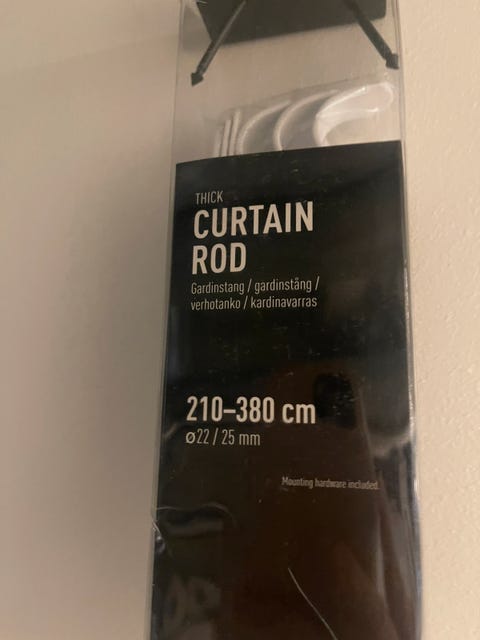 THICK
CURTAIN
ROD
Gardinstang / gardinstång /
verhotanko / kardinavarras
210–380 cm
ø22 / 25 mm
Mounting hardware included.